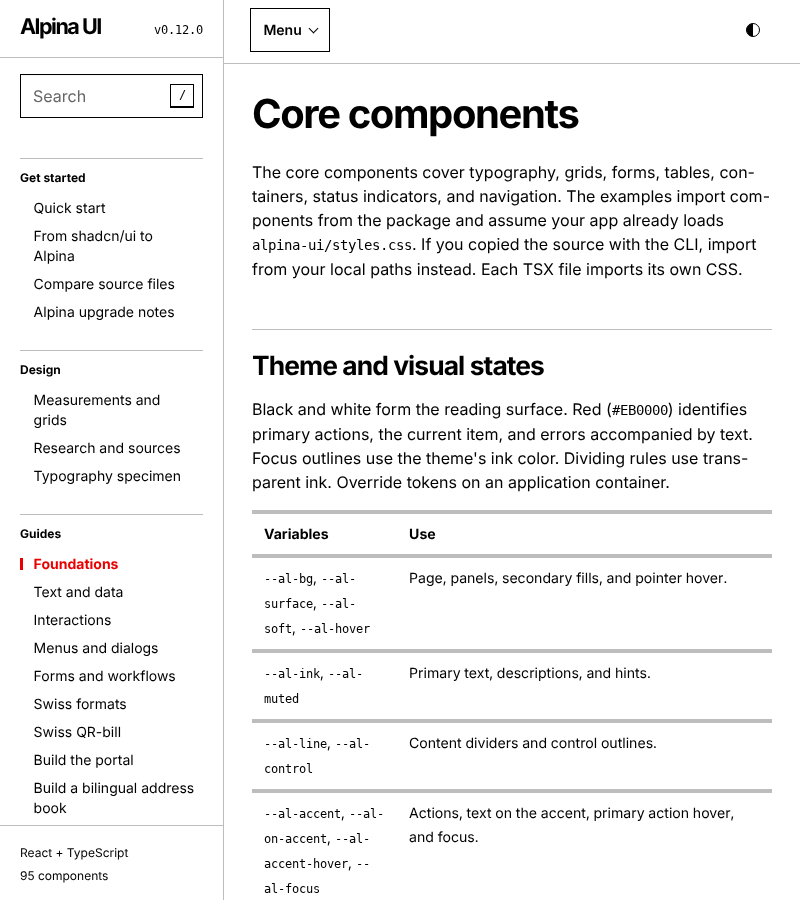 Alpina UI
v0.12.0
Search
/
Get started
Quick start
From shadcn/ui to
Alpina
Compare source files
Alpina upgrade notes
Design
Measurements and
grids
Research and sources
Typography specimen
Guides
Foundations
Text and data
Interactions
Menus and dialogs
Forms and workflows
Swiss formats
Swiss QR-bill
Build the portal
Build a bilingual address
book
React + TypeScript
95 components
Menu
Core components
The core components cover typography, grids, forms, tables, con-
tainers, status indicators, and navigation. The examples import com-
ponents from the package and assume your app already loads
alpina-ui/styles.css. If you copied the source with the CLI, import
from your local paths instead. Each TSX file imports its own CSS.
Theme and visual states
Black and white form the reading surface. Red (#EB0000) identifies
primary actions, the current item, and errors accompanied by text.
Focus outlines use the theme's ink color. Dividing rules use trans-
parent ink. Override tokens on an application container.
Variables
Use
--al-bg, --al-
surface, --al-
soft, --al-hover
Page, panels, secondary fills, and pointer hover.
--al-ink, --al-
muted
Primary text, descriptions, and hints.
--al-line, --al-
control
Content dividers and control outlines.
--al-accent, --al-
on-accent, --al-
accent-hover, --
al-focus
Actions, text on the accent, primary action hover,
and focus.